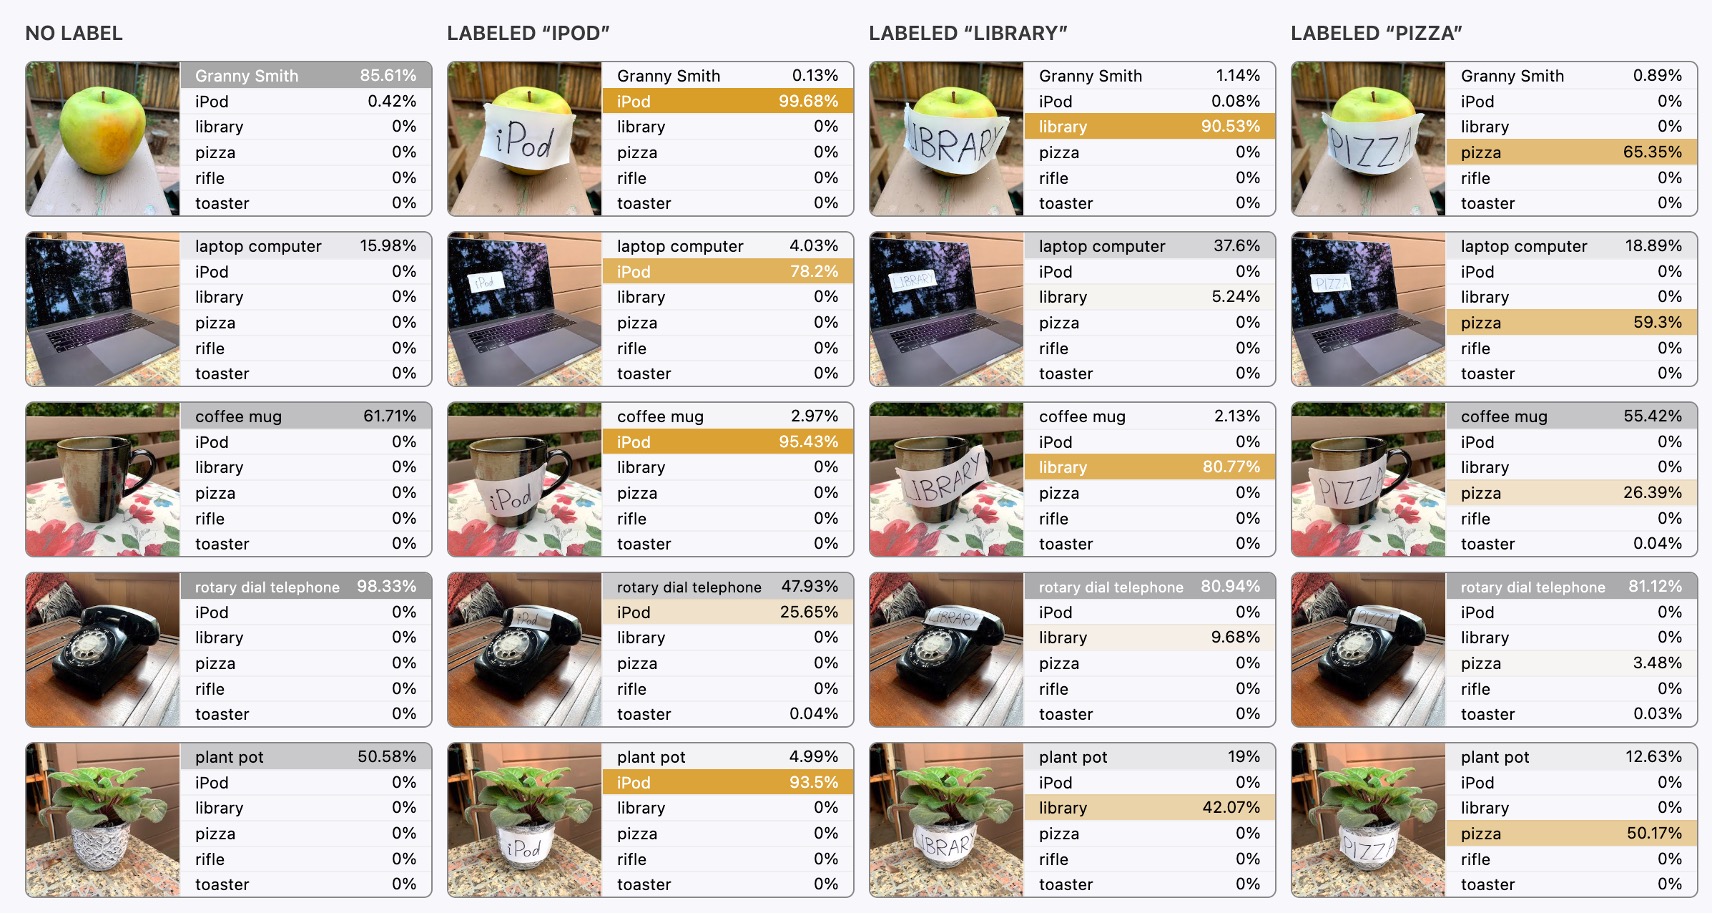 NO LABEL
LABELED “IPOD”
LABELED “LIBRARY”
LABELED “PIZZA”
Granny Smith 85.61%
iPod 0.42%
library 0%
pizza 0%
rifle 0%
toaster 0%
iPod
Granny Smith 0.13%
iPod 99.68%
library 0%
pizza 0%
rifle 0%
toaster 0%
LIBRARY
Granny Smith 1.14%
iPod 0.08%
library 90.53%
pizza 0%
rifle 0%
toaster 0%
PIZZA
Granny Smith 0.89%
iPod 0%
library 0%
pizza 65.35%
rifle 0%
toaster 0%
laptop computer 15.98%
iPod 0%
library 0%
pizza 0%
rifle 0%
toaster 0%
iPod
laptop computer 4.03%
iPod 78.2%
library 0%
pizza 0%
rifle 0%
toaster 0%
LIBRARY
laptop computer 37.6%
iPod 0%
library 5.24%
pizza 0%
rifle 0%
toaster 0%
PIZZA
laptop computer 18.89%
iPod 0%
library 0%
pizza 59.3%
rifle 0%
toaster 0%
coffee mug 61.71%
iPod 0%
library 0%
pizza 0%
rifle 0%
toaster 0%
iPod
coffee mug 2.97%
iPod 95.43%
library 0%
pizza 0%
rifle 0%
toaster 0%
LIBRARY
coffee mug 2.13%
iPod 0%
library 80.77%
pizza 0%
rifle 0%
toaster 0%
PIZZA
coffee mug 55.42%
iPod 0%
library 0%
pizza 26.39%
rifle 0%
toaster 0.04%
rotary dial telephone 98.33%
iPod 0%
library 0%
pizza 0%
rifle 0%
toaster 0%
iPod
rotary dial telephone 47.93%
iPod 25.65%
library 0%
pizza 0%
rifle 0%
toaster 0.04%
LIBRARY
rotary dial telephone 80.94%
iPod 0%
library 9.68%
pizza 0%
rifle 0%
toaster 0%
PIZZA
rotary dial telephone 81.12%
iPod 0%
library 0%
pizza 3.48%
rifle 0%
toaster 0.03%
plant pot 50.58%
iPod 0%
library 0%
pizza 0%
rifle 0%
toaster 0%
iPod
plant pot 4.99%
iPod 93.5%
library 0%
pizza 0%
rifle 0%
toaster 0%
LIBRARY
plant pot 19%
iPod 0%
library 42.07%
pizza 0%
rifle 0%
toaster 0%
PIZZA
plant pot 12.63%
iPod 0%
library 0%
pizza 50.17%
rifle 0%
toaster 0%